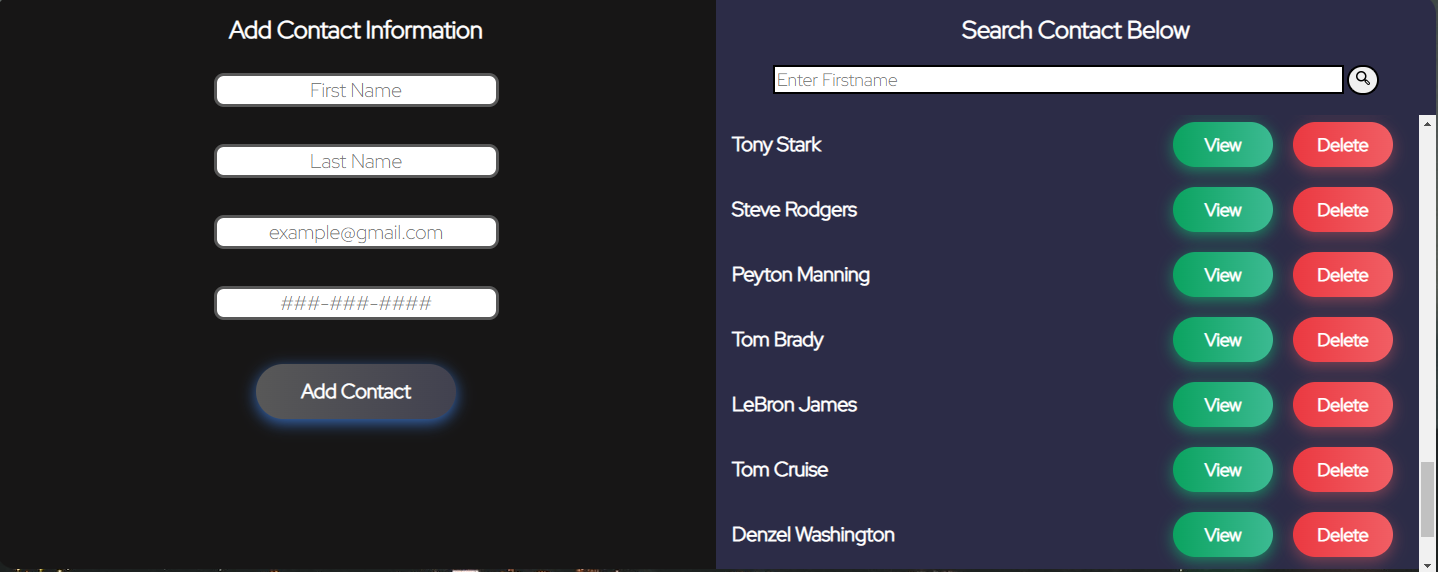 Add Contact Information
First Name
Last Name
example@gmail.com
###-###-####
Add Contact
Search Contact Below
Enter Firstname
Tony Stark View Delete
Steve Rodgers View Delete
Peyton Manning View Delete
Tom Brady View Delete
LeBron James View Delete
Tom Cruise View Delete
Denzel Washington View Delete